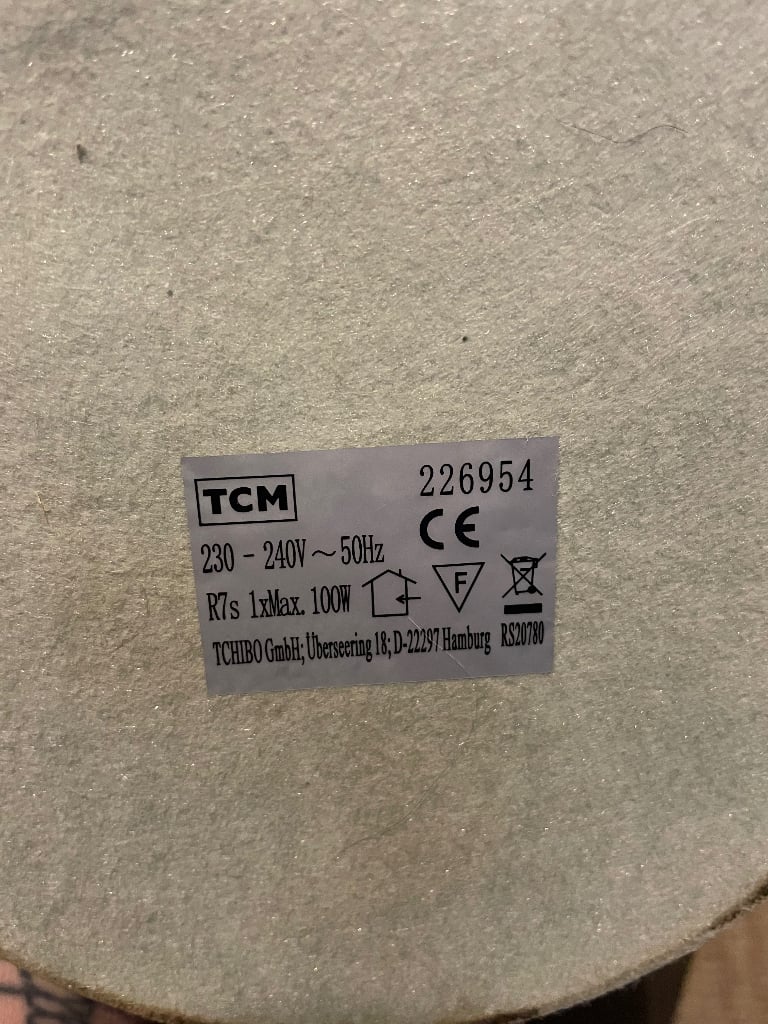 TCM 226954
CE
230 - 240V ~ 50Hz
R7s 1xMax. 100W F
TCHIBO GmbH; Überseering 18; D-22297 Hamburg RS20780